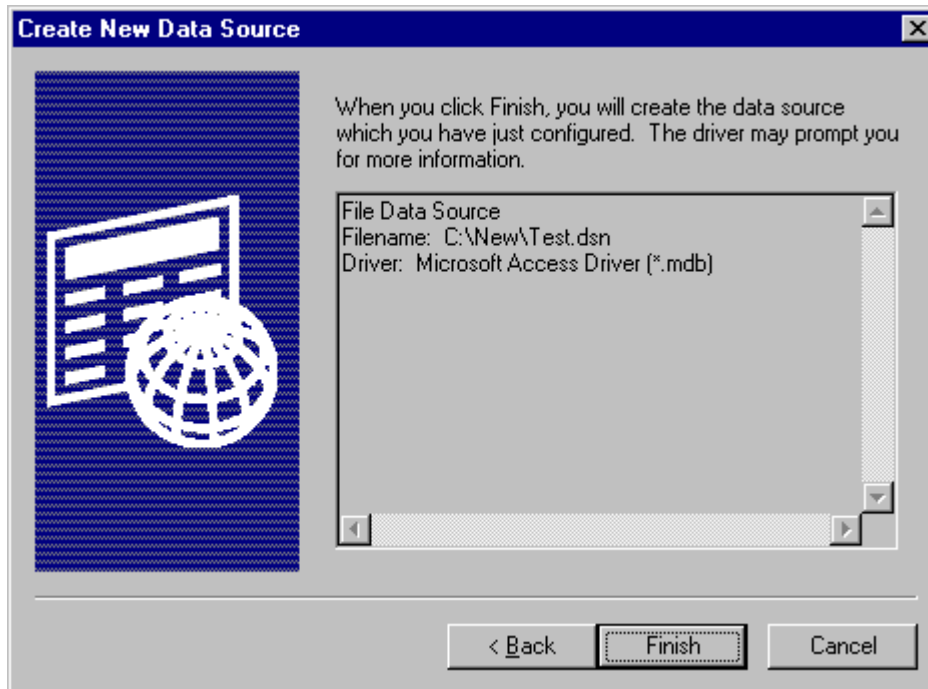 Create New Data Source
When you click Finish, you will create the data source
which you have just configured.  The driver may prompt you
for more information.
File Data Source
Filename:  C:\New\Test.dsn
Driver:  Microsoft Access Driver (*.mdb)
< Back
Finish
Cancel